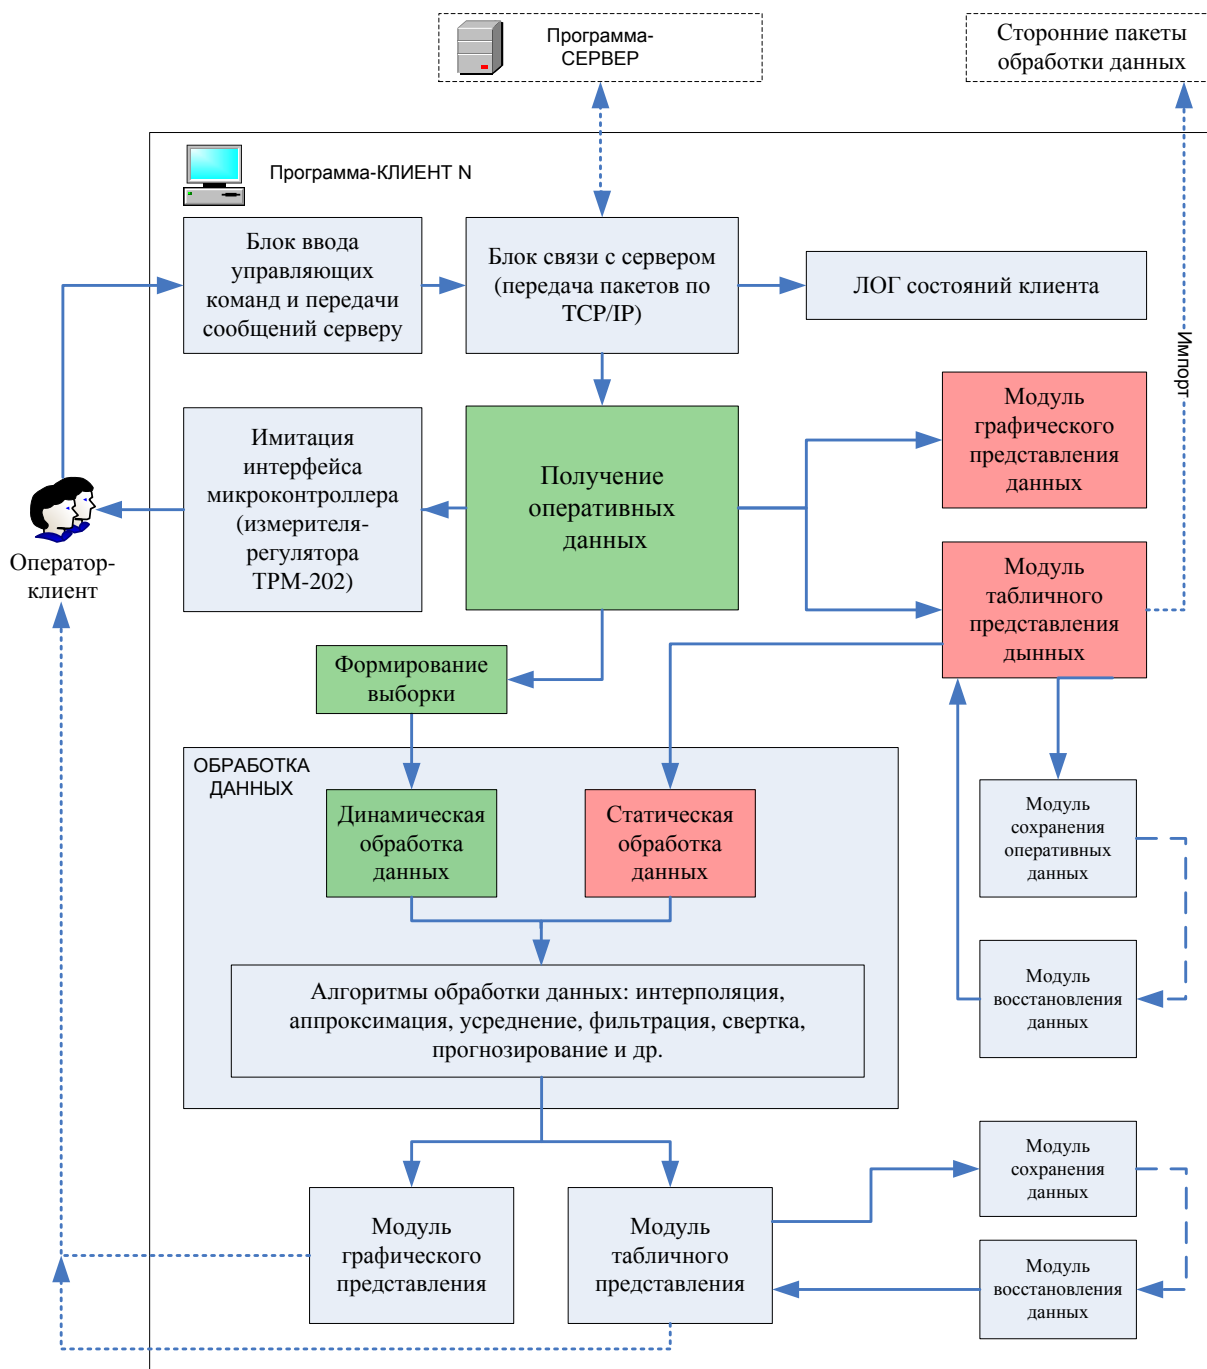 Программа-
СЕРВЕР
Сторонние пакеты
обработки данных
Программа-КЛИЕНТ N
Блок ввода
управляющих
команд и передачи
сообщений серверу
Блок связи с сервером
(передача пакетов по
TCP/IP)
ЛОГ состояний клиента
Импорт
Имитация
интерфейса
микроконтроллера
(измерителя-
регулятора
ТРМ-202)
Получение
оперативных
данных
Модуль
графического
представления
данных
Оператор-
клиент
Модуль
табличного
представления
дынных
Формирование
выборки
ОБРАБОТКА
ДАННЫХ
Динамическая
обработка
данных
Статическая
обработка
данных
Модуль
сохранения
оперативных
данных
Алгоритмы обработки данных: интерполяция,
аппроксимация, усреднение, фильтрация, свертка,
прогнозирование и др.
Модуль
восстановления
данных
Модуль
графического
представления
Модуль
табличного
представления
Модуль
сохранения
данных
Модуль
восстановления
данных